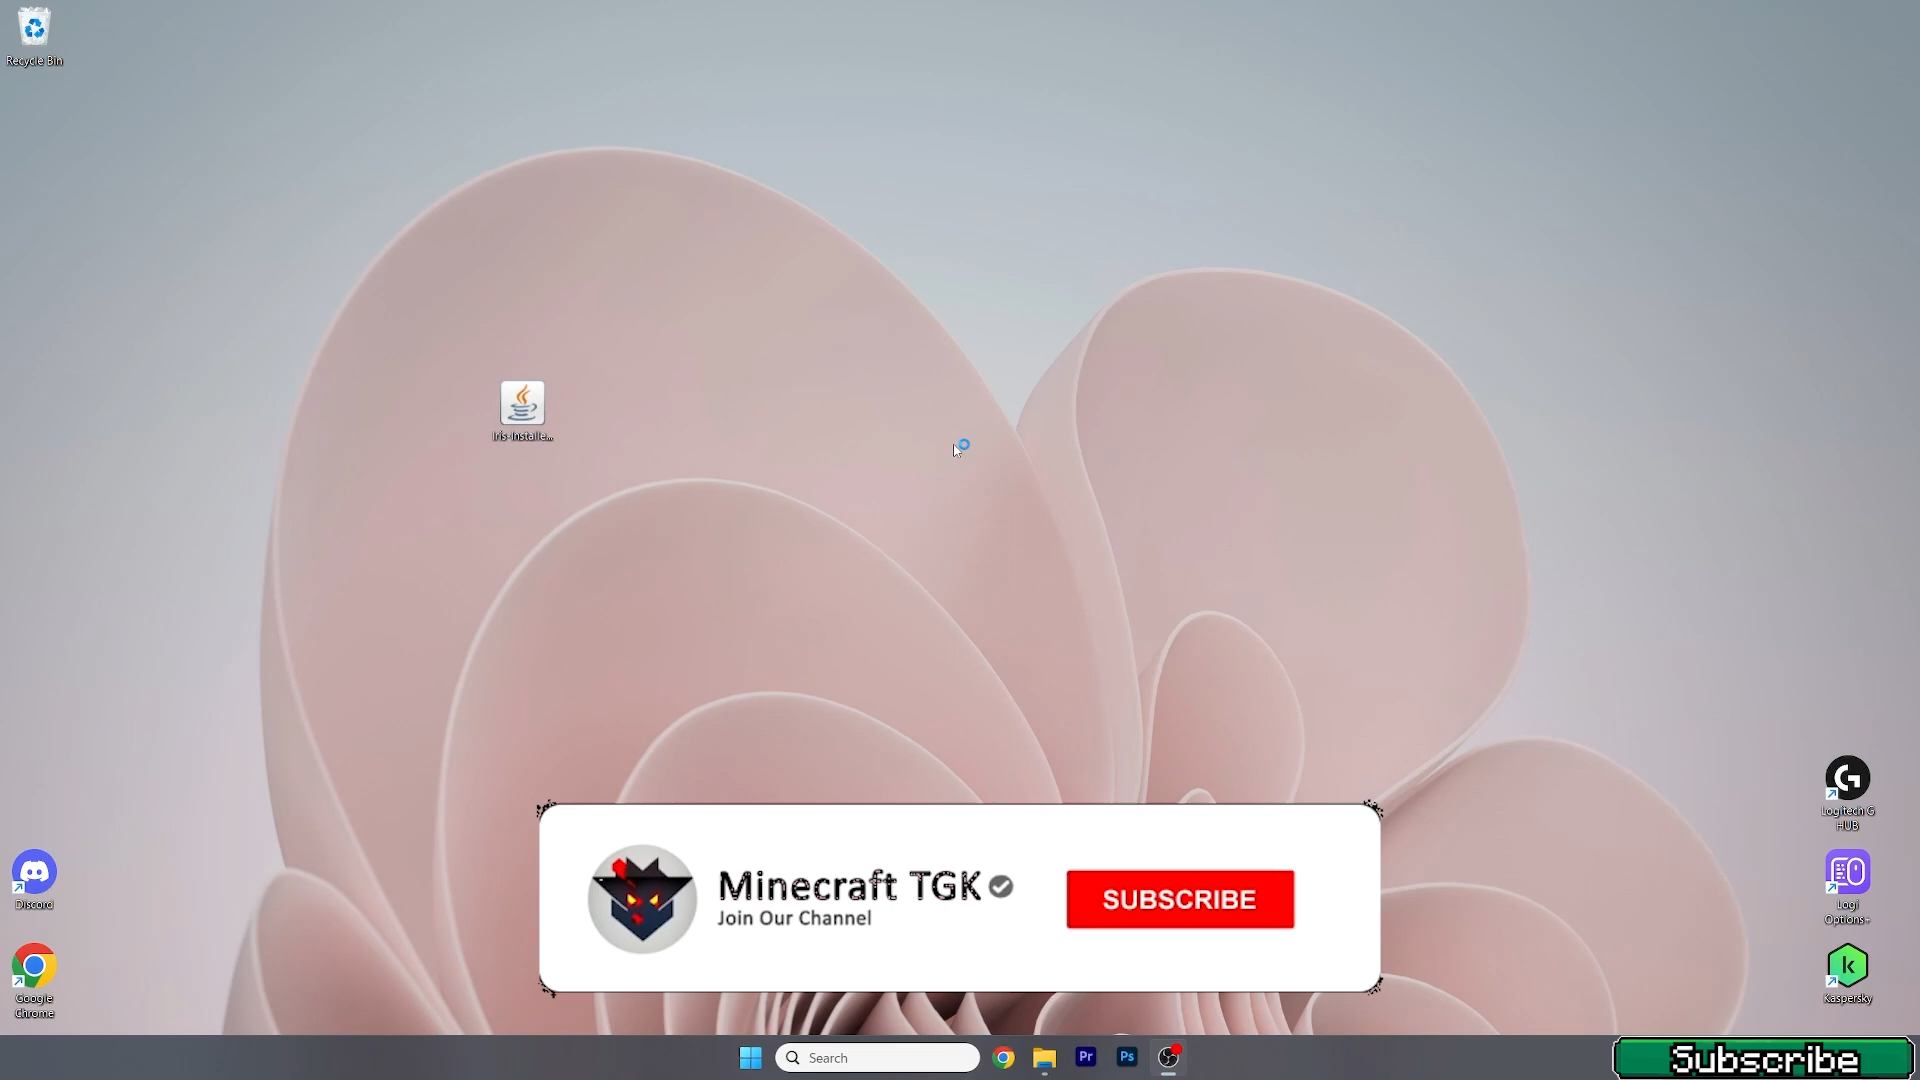 Recycle Bin
Iris-Installe...
Minecraft TGK
Join Our Channel
SUBSCRIBE
Logitech G
HUB
Discord
Logi
Options+
Google
Chrome
Kaspersky
Search
Pr
Ps
Subscribe